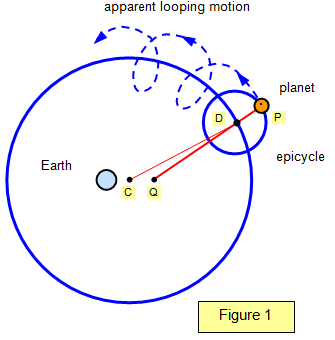 apparent looping motion
planet
D
P
Earth
epicycle
C
Q
Figure 1